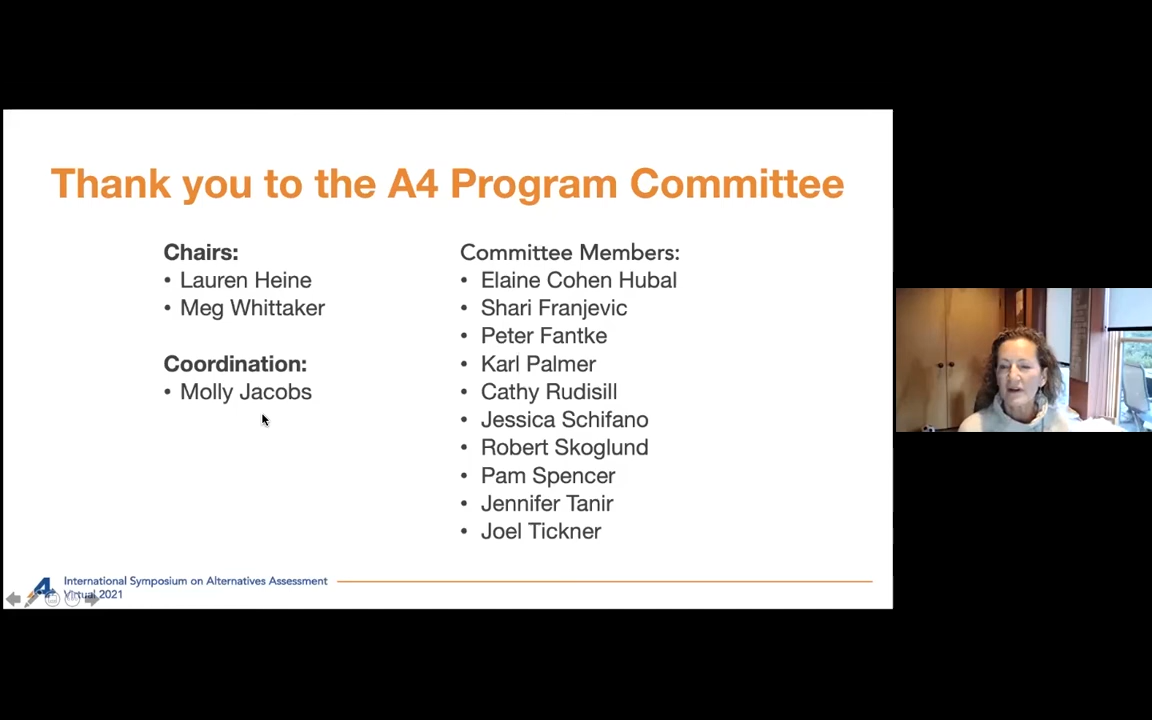 Thank you to the A4 Program Committee
Chairs:
• Lauren Heine
• Meg Whittaker
Coordination:
• Molly Jacobs
Committee Members:
• Elaine Cohen Hubal
• Shari Franjevic
• Peter Fantke
• Karl Palmer
• Cathy Rudisill
• Jessica Schifano
• Robert Skoglund
• Pam Spencer
• Jennifer Tanir
• Joel Tickner
A4
International Symposium on Alternatives Assessment
Virtual 2021